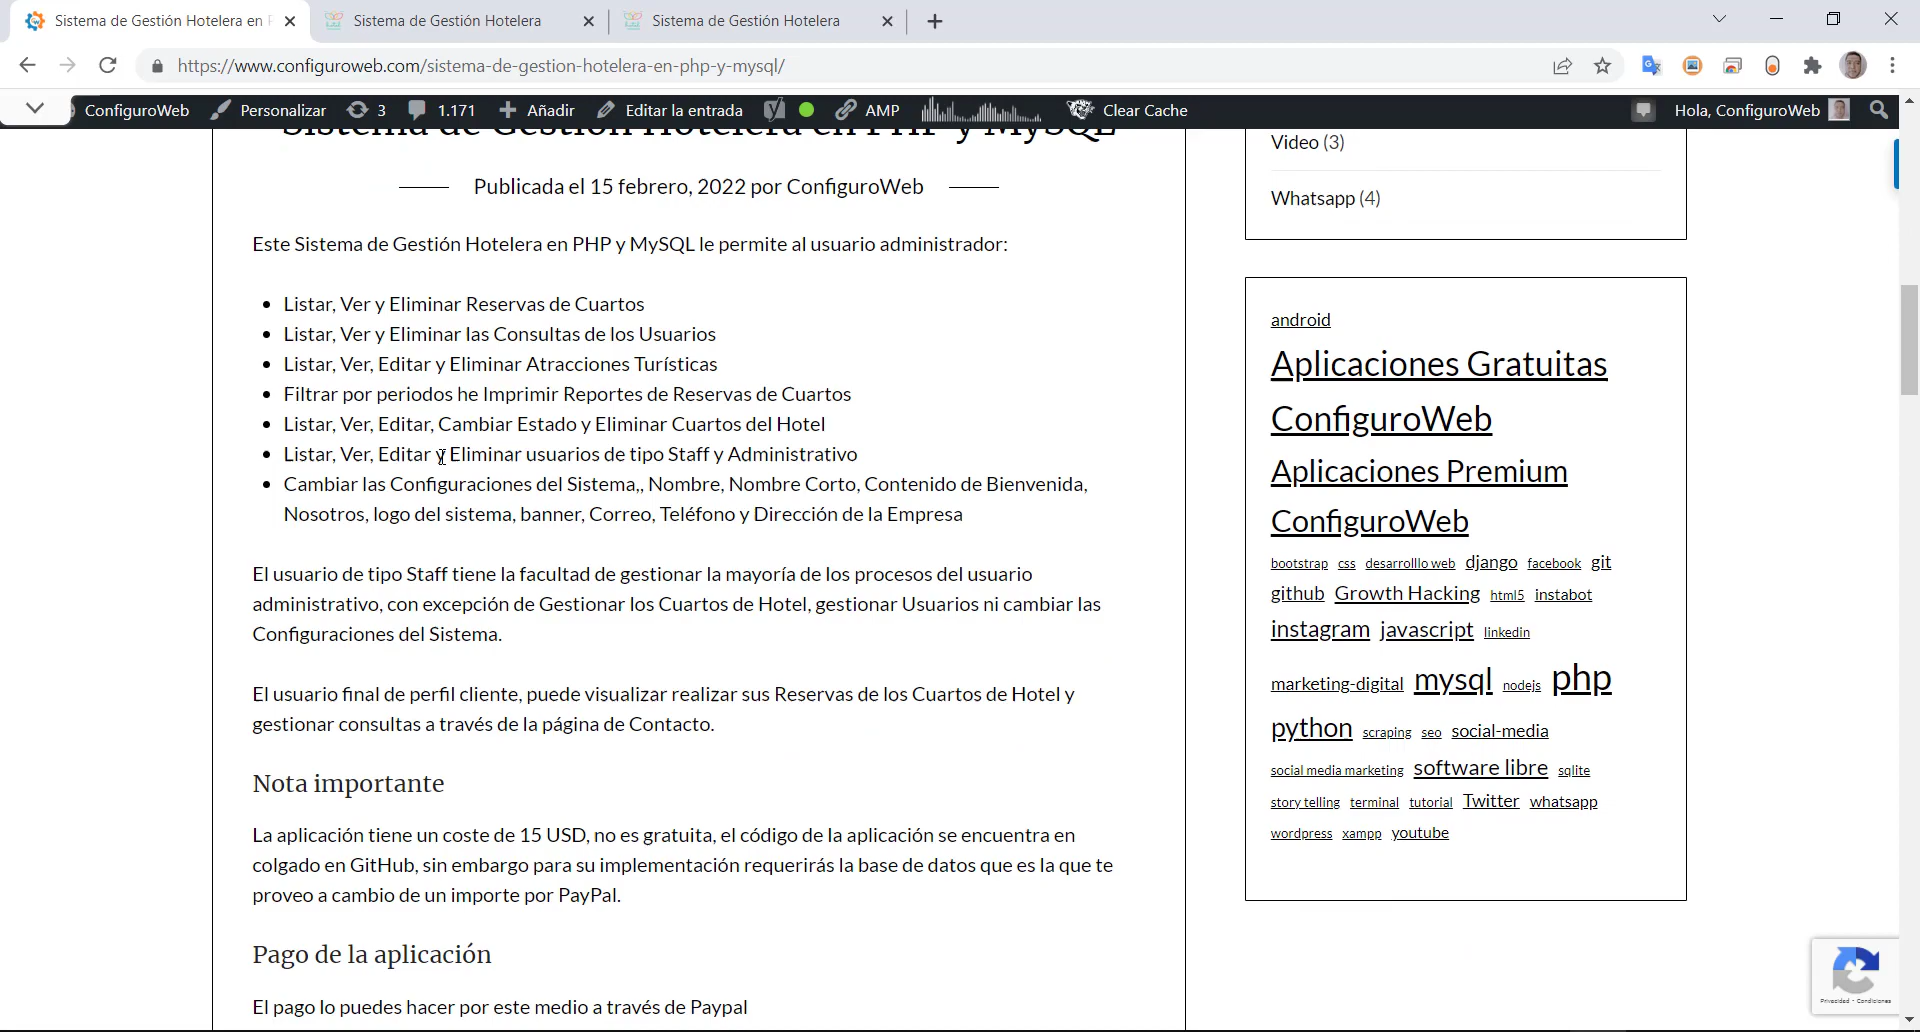 Sistema de Gestión Hotelera en P
Sistema de Gestión Hotelera
Sistema de Gestión Hotelera
https://www.configuroweb.com/sistema-de-gestion-hotelera-en-php-y-mysql/
ConfiguroWeb Personalizar 3 1.171 Añadir Editar la entrada AMP Clear Cache Hola, ConfiguroWeb
Sistema de Gestión Hotelera en PHP y MySQL
Publicada el 15 febrero, 2022 por ConfiguroWeb
Este Sistema de Gestión Hotelera en PHP y MySQL le permite al usuario administrador:
Listar, Ver y Eliminar Reservas de Cuartos
Listar, Ver y Eliminar las Consultas de los Usuarios
Listar, Ver, Editar y Eliminar Atracciones Turísticas
Filtrar por periodos he Imprimir Reportes de Reservas de Cuartos
Listar, Ver, Editar, Cambiar Estado y Eliminar Cuartos del Hotel
Listar, Ver, Editar y Eliminar usuarios de tipo Staff y Administrativo
Cambiar las Configuraciones del Sistema,, Nombre, Nombre Corto, Contenido de Bienvenida,
Nosotros, logo del sistema, banner, Correo, Teléfono y Dirección de la Empresa
El usuario de tipo Staff tiene la facultad de gestionar la mayoría de los procesos del usuario
administrativo, con excepción de Gestionar los Cuartos de Hotel, gestionar Usuarios ni cambiar las
Configuraciones del Sistema.
El usuario final de perfil cliente, puede visualizar realizar sus Reservas de los Cuartos de Hotel y
gestionar consultas a través de la página de Contacto.
Nota importante
La aplicación tiene un coste de 15 USD, no es gratuita, el código de la aplicación se encuentra en
colgado en GitHub, sin embargo para su implementación requerirás la base de datos que es la que te
proveo a cambio de un importe por PayPal.
Pago de la aplicación
El pago lo puedes hacer por este medio a través de Paypal
Video (3)
Whatsapp (4)
android
Aplicaciones Gratuitas
ConfiguroWeb
Aplicaciones Premium
ConfiguroWeb
bootstrap css desarrolllo web django facebook git
github Growth Hacking html5 instabot
instagram javascript linkedin
marketing-digital mysql nodejs php
python scraping seo social-media
social media marketing software libre sqlite
story telling terminal tutorial Twitter whatsapp
wordpress xampp youtube
Privacidad - Condiciones